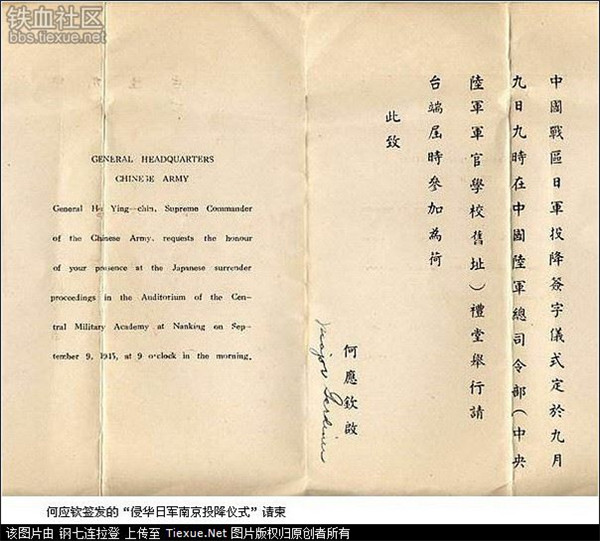 铁血社区
bbs.tiexue.net
GENERAL HEADQUARTERS
CHINESE ARMY
General Ho Ying—chin, Supreme Commander
of the Chinese Army, requests the honour
of your presence at the Japanese surrender
proceedings in the Auditorium of the Cen-
tral Military Academy at Nanking on Sep-
tember 9, 1945, at 9 o'clock in the morning.
中國戰區日軍投降簽字儀式定於九月
九日九時在中國陸軍總司令部（中央
陸軍軍官學校舊址）禮堂舉行請
台端屆時參加為荷
此致
何應欽啟
Major
何应钦签发的“侵华日军南京投降仪式”请柬
该图片由 钢七连拉登 上传至 Tiexue.Net 图片版权归原创者所有